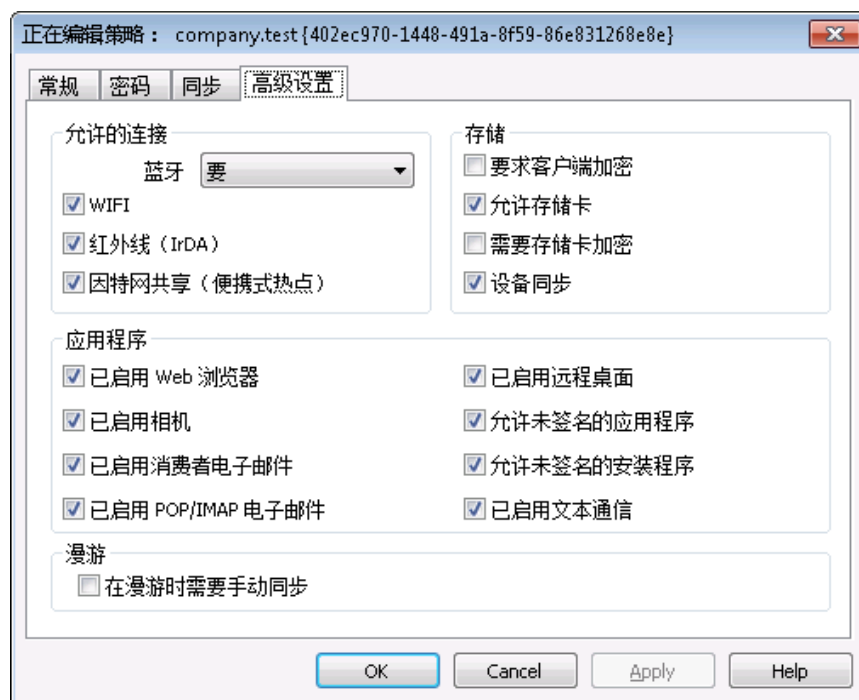 正在编辑策略： company.test{402ec970-1448-491a-8f59-86e831268e8e}
常规 密码 同步 高级设置
允许的连接
蓝牙 要
WIFI
红外线（IrDA）
因特网共享（便携式热点）
存储
要求客户端加密
允许存储卡
需要存储卡加密
设备同步
应用程序
已启用 Web 浏览器
已启用相机
已启用消费者电子邮件
已启用 POP/IMAP 电子邮件
已启用远程桌面
允许未签名的应用程序
允许未签名的安装程序
已启用文本通信
漫游
在漫游时需要手动同步
OK Cancel Apply Help